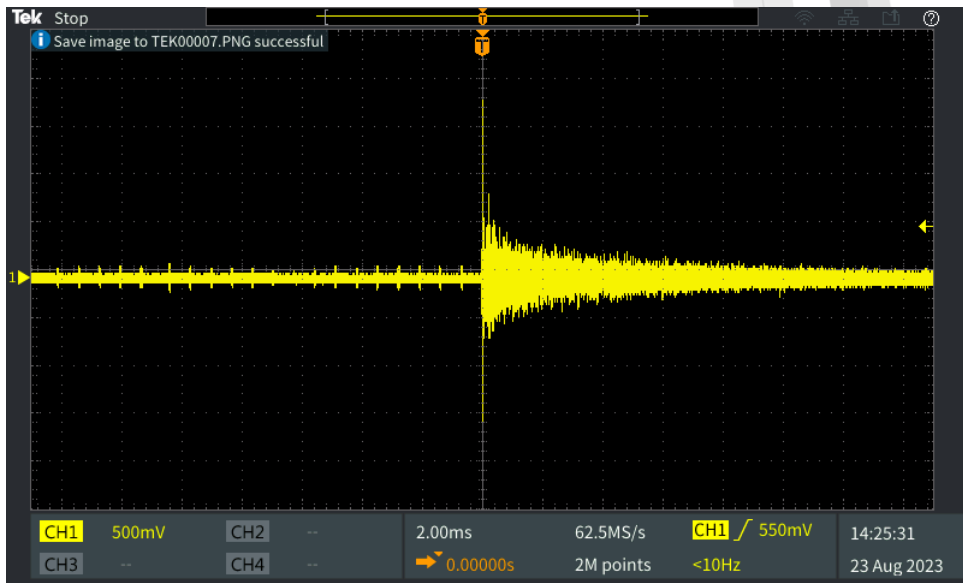 Tek Stop
T
i Save image to TEK00007.PNG successful
T
1
CH1 500mV CH2 -- 2.00ms 62.5MS/s CH1 550mV 14:25:31
CH3 -- CH4 -- 0.00000s 2M points <10Hz 23 Aug 2023